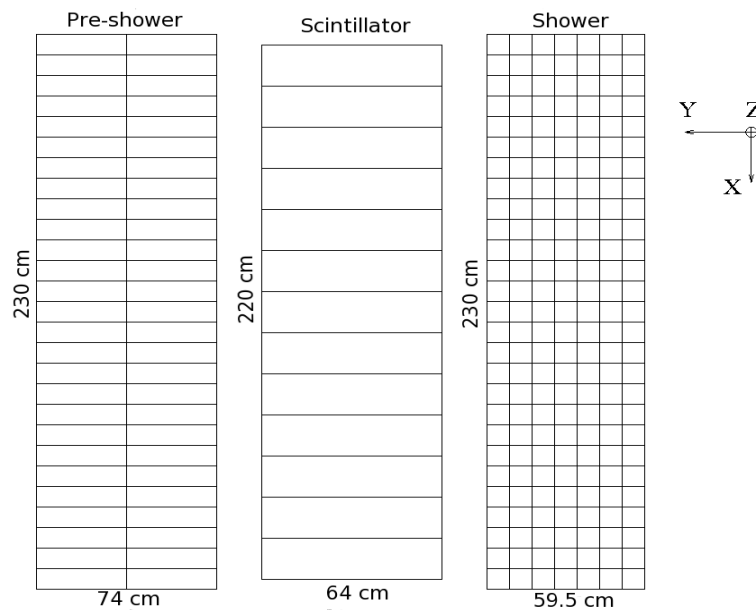 Pre-shower
Scintillator
Shower
Y
Z
X
230 cm
220 cm
230 cm
74 cm
64 cm
59.5 cm